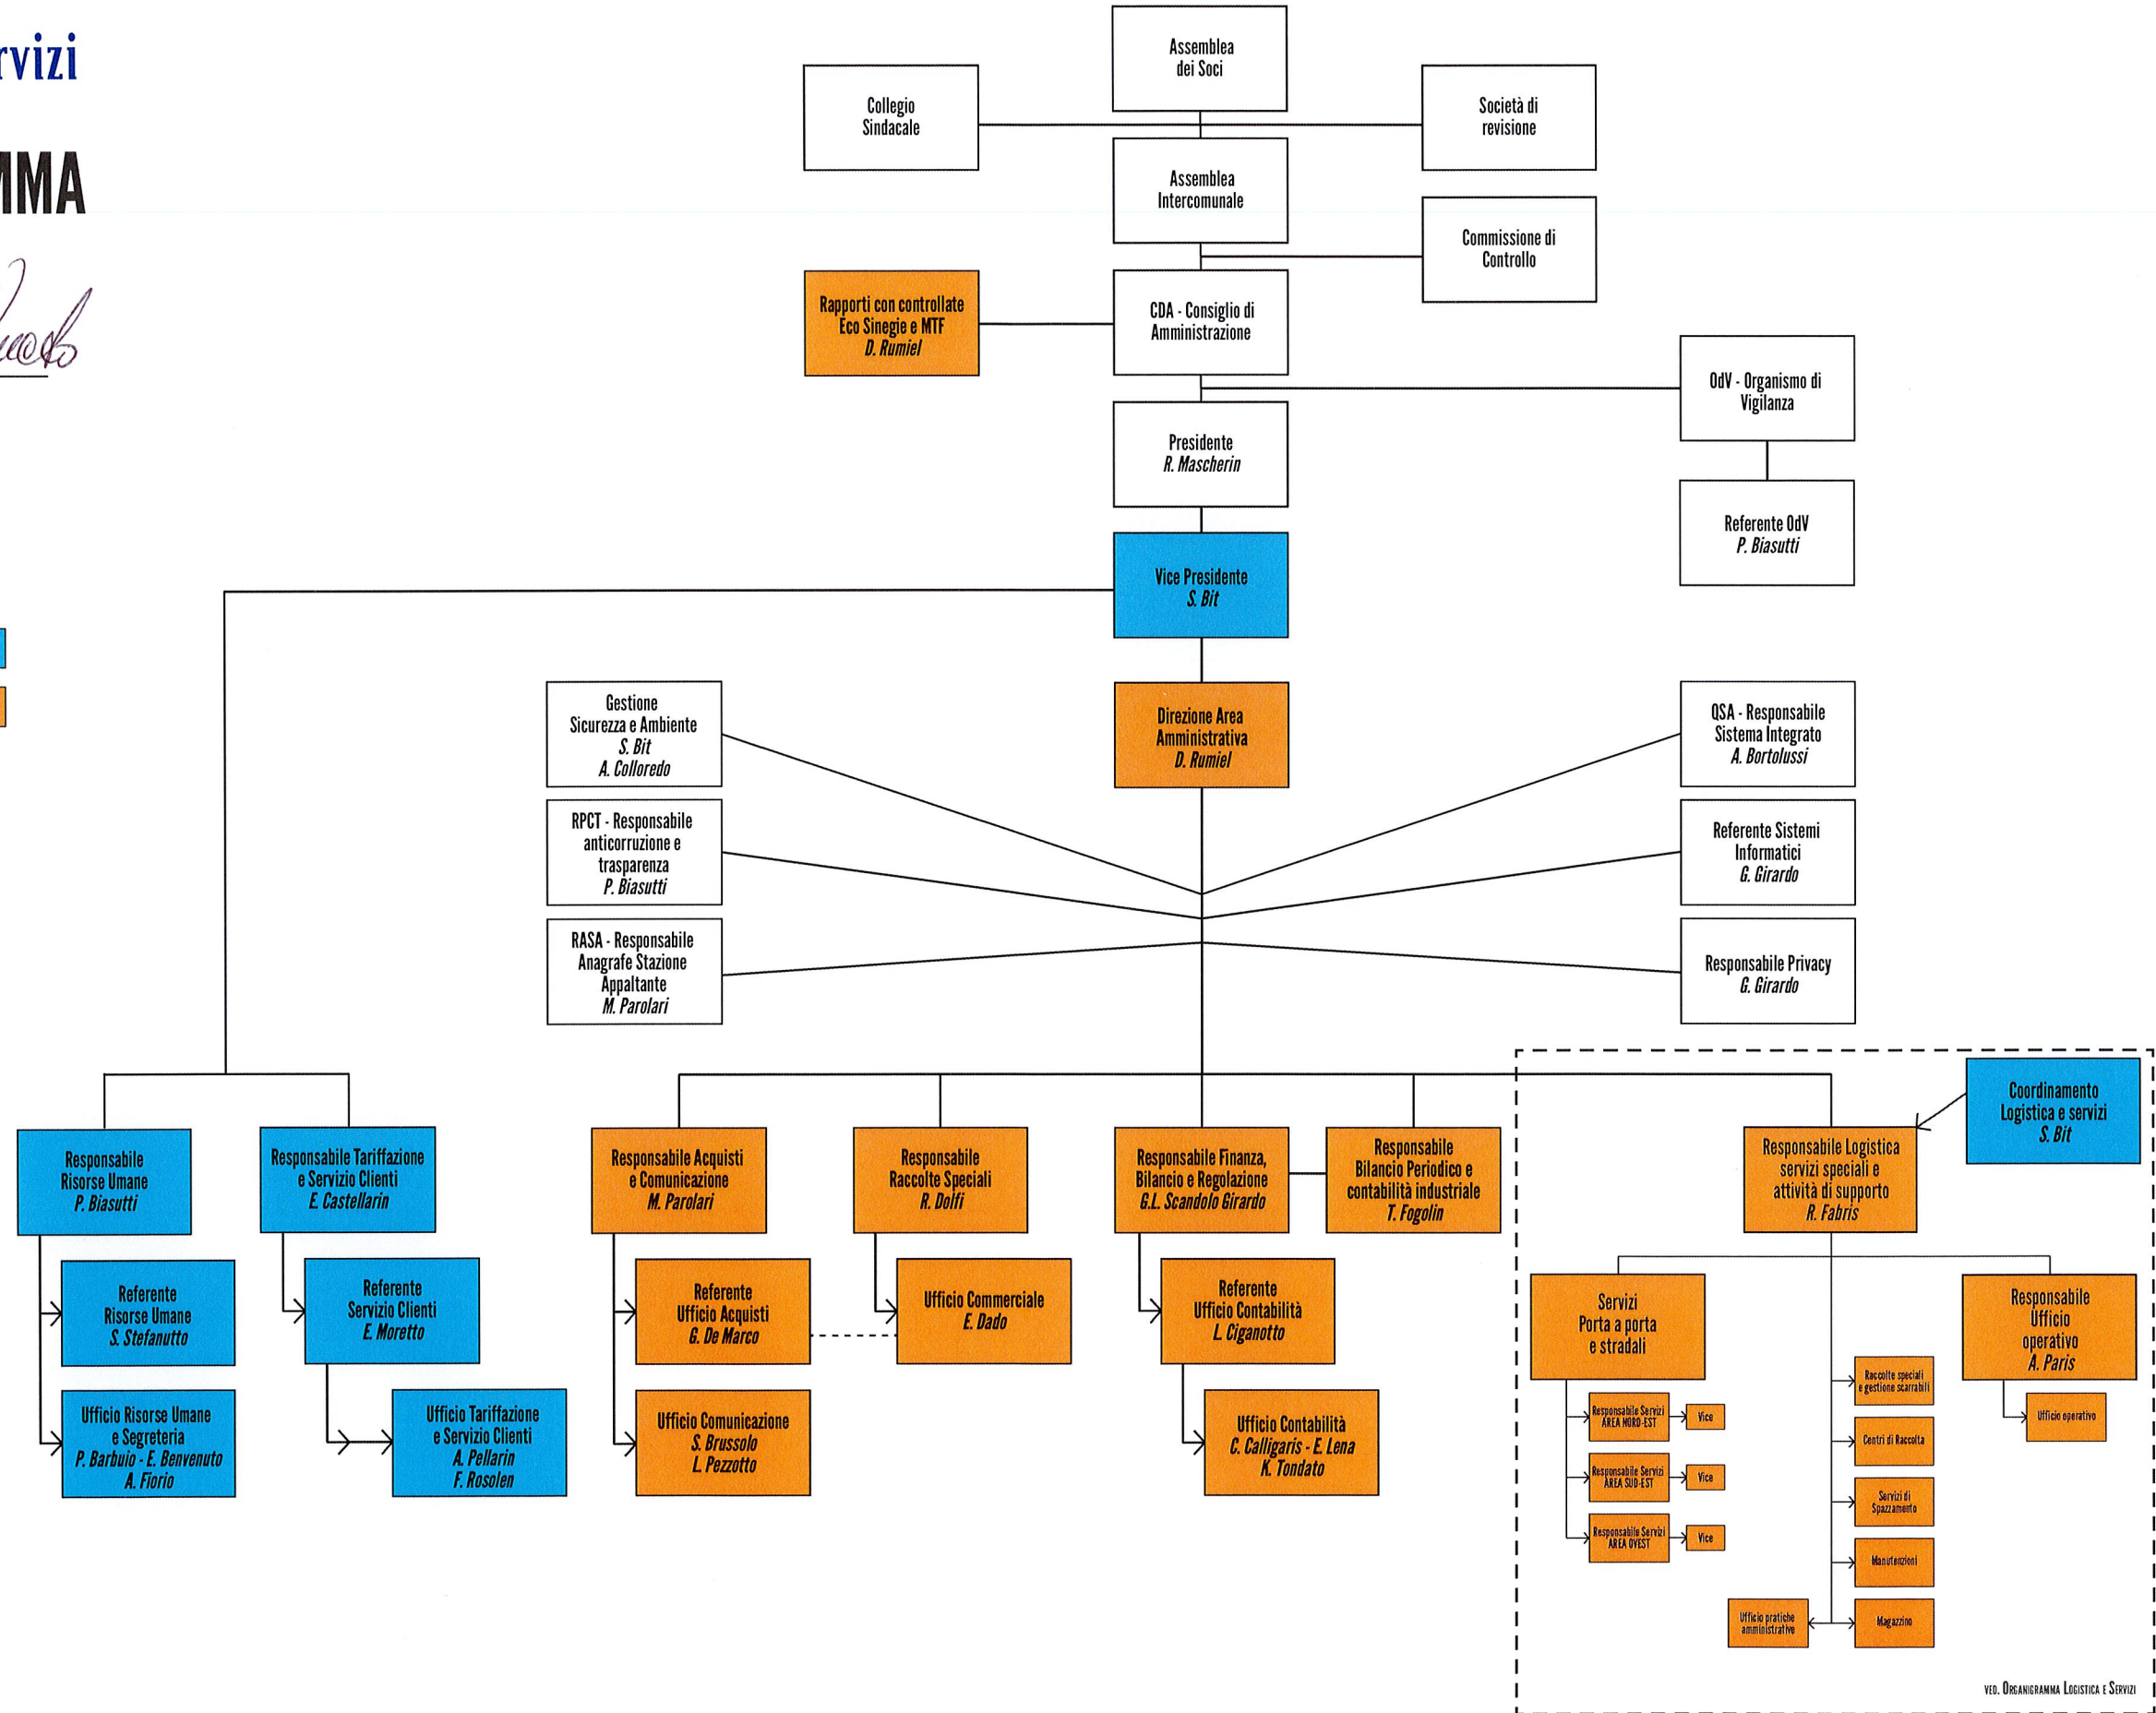 rvizi
MMA
Assemblea
dei Soci
Collegio
Sindacale
Società di
revisione
Assemblea
Intercomunale
Commissione di
Controllo
Rapporti con controllate
Eco Sinegie e MTF
D. Rumiel
CDA - Consiglio di
Amministrazione
OdV - Organismo di
Vigilanza
Presidente
R. Mascherin
Referente OdV
P. Biasutti
Vice Presidente
S. Bit
Gestione
Sicurezza e Ambiente
S. Bit
A. Colloredo
Direzione Area
Amministrativa
D. Rumiel
QSA - Responsabile
Sistema Integrato
A. Bortolussi
RPCT - Responsabile
anticorruzione e
trasparenza
P. Biasutti
Referente Sistemi
Informatici
G. Girardo
RASA - Responsabile
Anagrafe Stazione
Appaltante
M. Parolari
Responsabile Privacy
G. Girardo
Coordinamento
Logistica e servizi
S. Bit
Responsabile
Risorse Umane
P. Biasutti
Responsabile Tariffazione
e Servizio Clienti
E. Castellarin
Responsabile Acquisti
e Comunicazione
M. Parolari
Responsabile
Raccolte Speciali
R. Dolfi
Responsabile Finanza,
Bilancio e Regolazione
G.L. Scandolo Girardo
Responsabile
Bilancio Periodico e
contabilità industriale
T. Fogolin
Responsabile Logistica
servizi speciali e
attività di supporto
R. Fabris
Referente
Risorse Umane
S. Stefanutto
Referente
Servizio Clienti
E. Moretto
Referente
Ufficio Acquisti
G. De Marco
Ufficio Commerciale
E. Dado
Referente
Ufficio Contabilità
L. Ciganotto
Servizi
Porta a porta
e stradali
Responsabile
Ufficio
operativo
A. Paris
Ufficio Risorse Umane
e Segreteria
P. Barbuio - E. Benvenuto
A. Fiorio
Ufficio Tariffazione
e Servizio Clienti
A. Pellarin
F. Rosolen
Ufficio Comunicazione
S. Brussolo
L. Pezzotto
Ufficio Contabilità
C. Calligaris - E. Lena
K. Tondato
Raccolte speciali
e gestione scarrabili
Responsabile Servizi
AREA NORD-EST
Vice
Ufficio operativo
Centri di Raccolta
Responsabile Servizi
AREA SUD-EST
Vice
Servizi di
Spazzamento
Responsabile Servizi
AREA OVEST
Vice
Manutenzioni
Ufficio pratiche
amministrative
Magazzino
VED. ORGANIGRAMMA LOGISTICA E SERVIZI